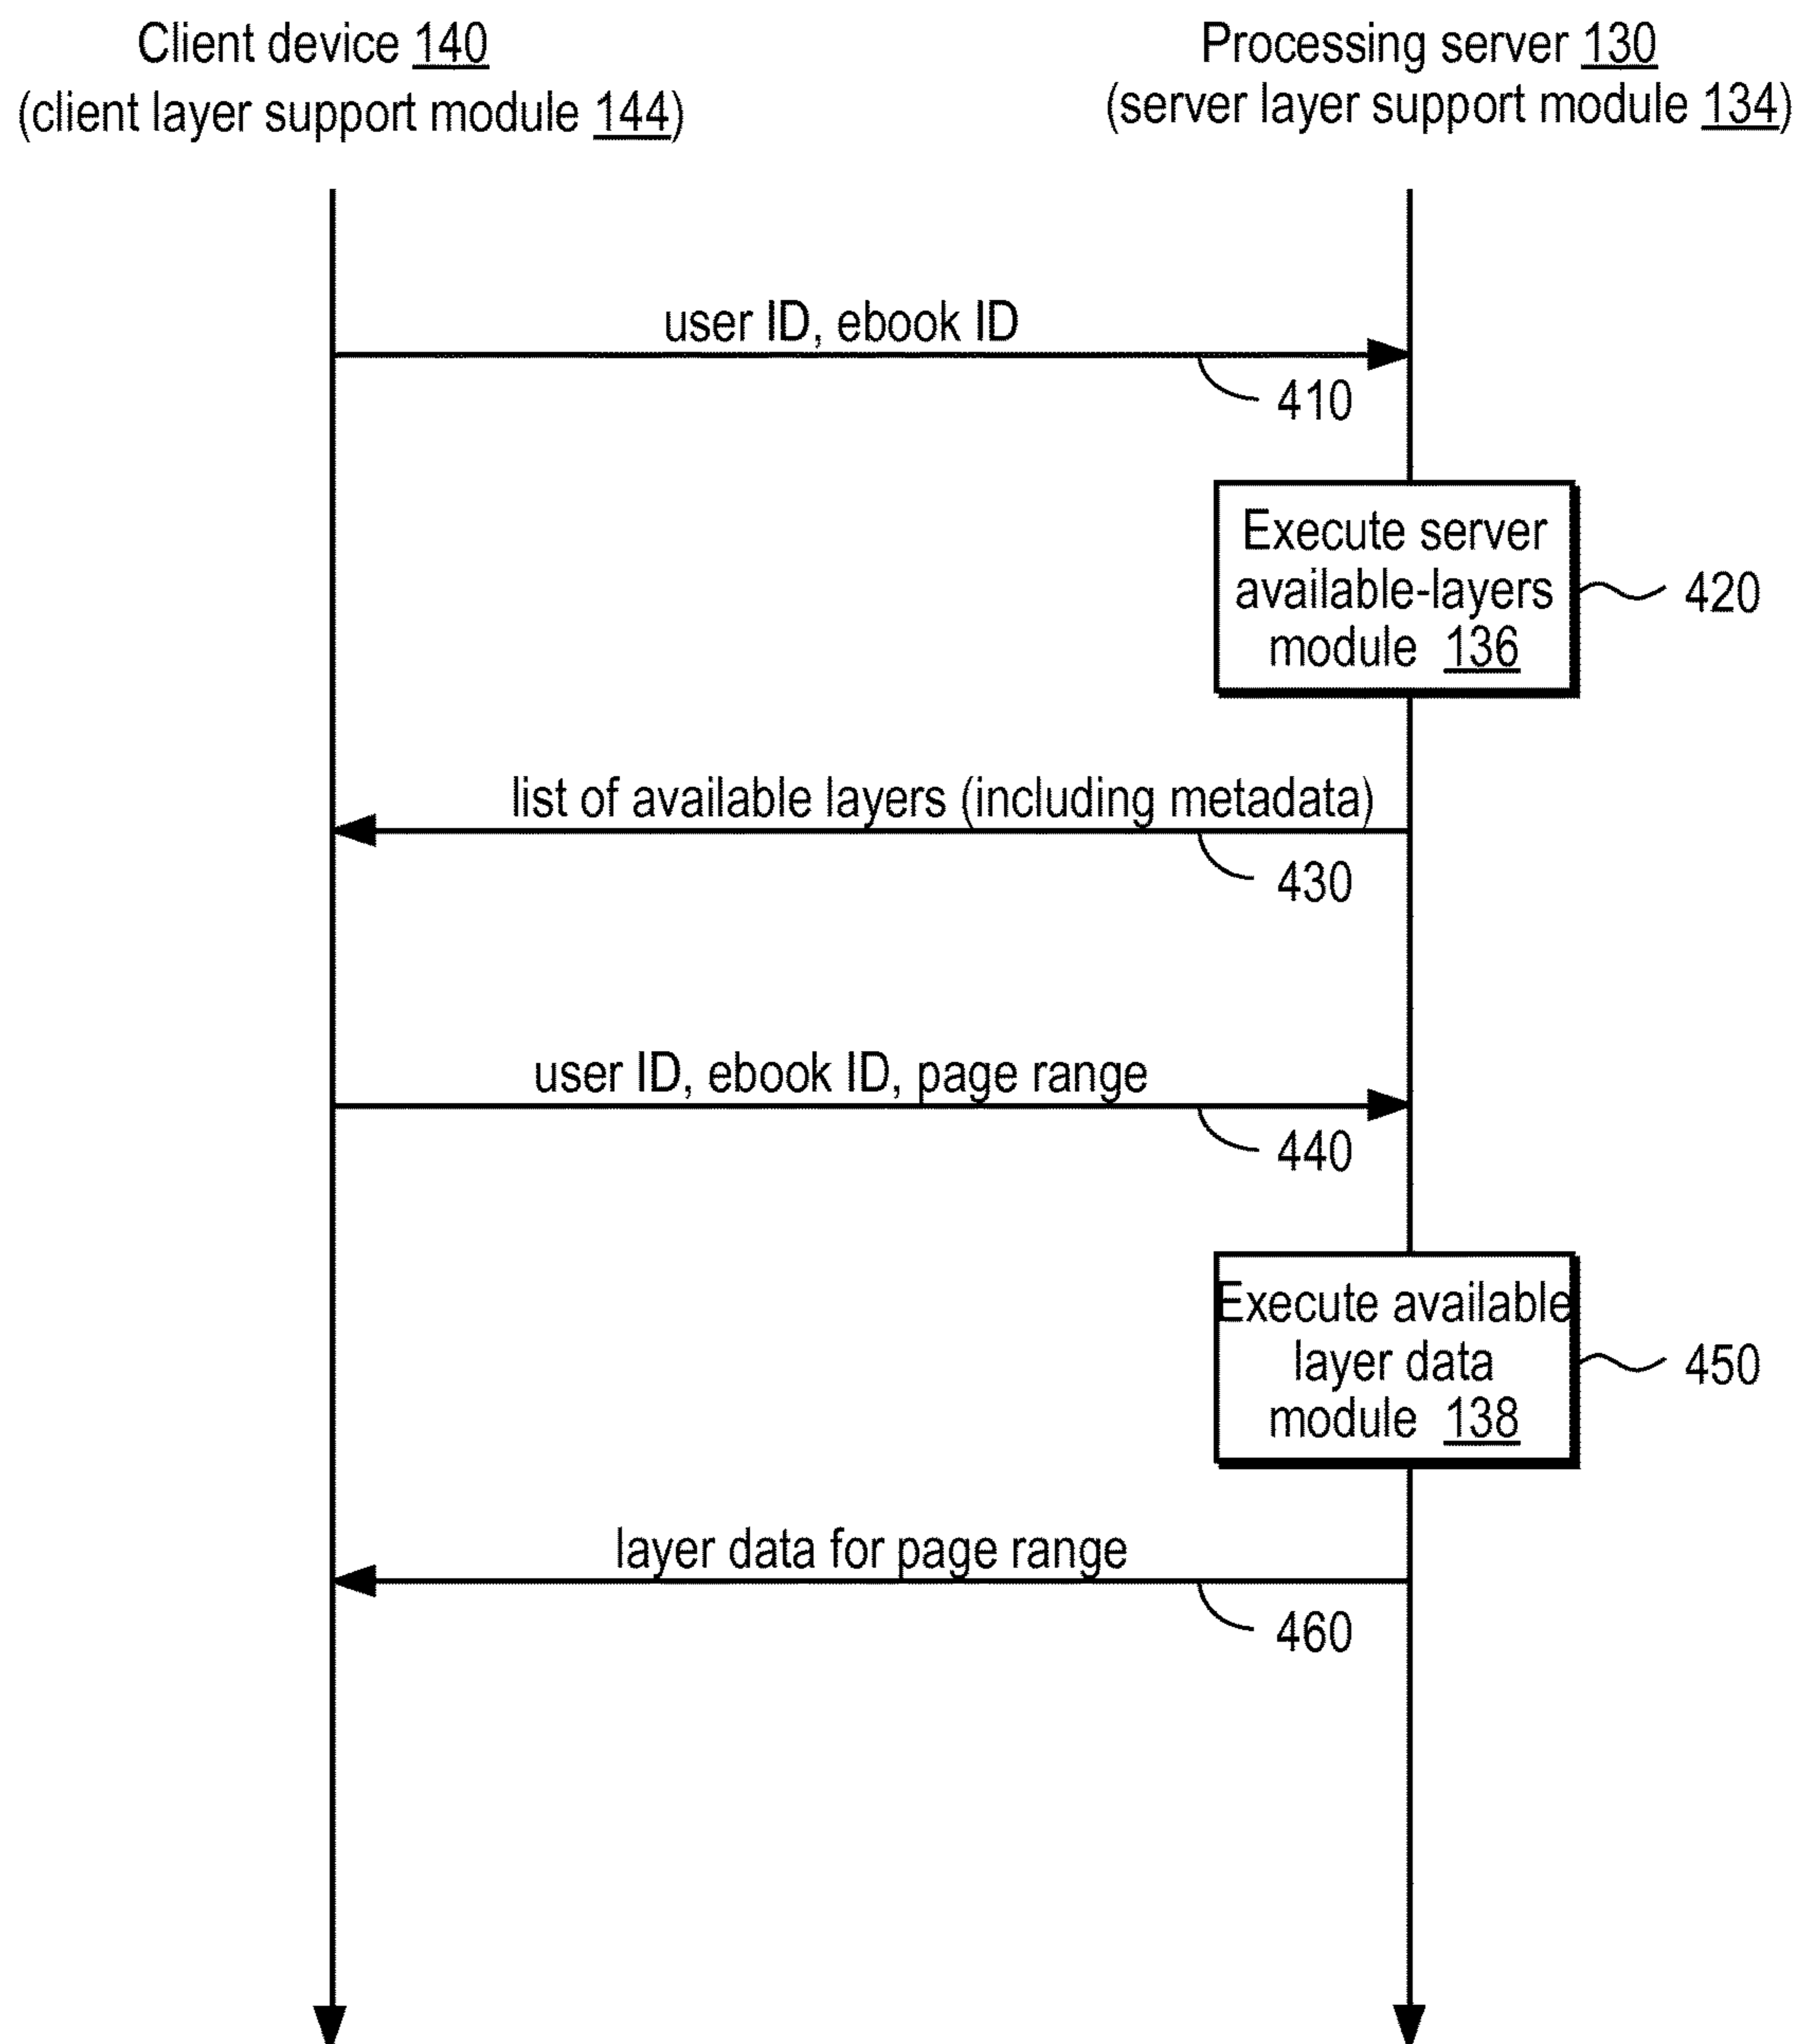 Client device 140
(client layer support module 144)
Processing server 130
(server layer support module 134)
user ID, ebook ID
410
Execute server
available-layers
module 136
420
list of available layers (including metadata)
430
user ID, ebook ID, page range
440
Execute available
layer data
module 138
450
layer data for page range
460